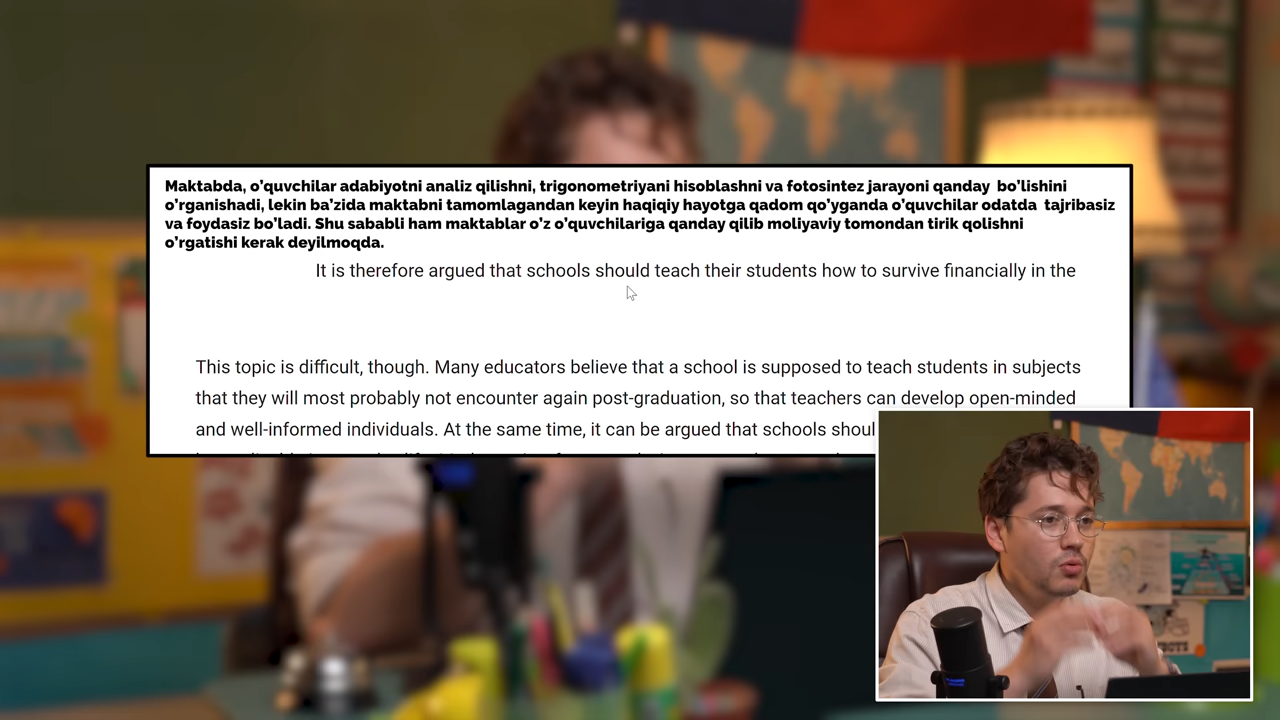 Maktabda, o'quvchilar adabiyotni analiz qilishni, trigonometriyani hisoblashni va fotosintez jarayoni qanday bo'lishini
o'rganishadi, lekin ba'zida maktabni tamomlagandan keyin haqiqiy hayotga qadom qo'yganda o'quvchilar odatda tajribasiz
va foydasiz bo'ladi. Shu sababli ham maktablar o'z o'quvchilariga qanday qilib moliyaviy tomondan tirik qolishni
o'rgatishi kerak deyilmoqda.
It is therefore argued that schools should teach their students how to survive financially in the
This topic is difficult, though. Many educators believe that a school is supposed to teach students in subjects
that they will most probably not encounter again post-graduation, so that teachers can develop open-minded
and well-informed individuals. At the same time, it can be argued that schools shoul